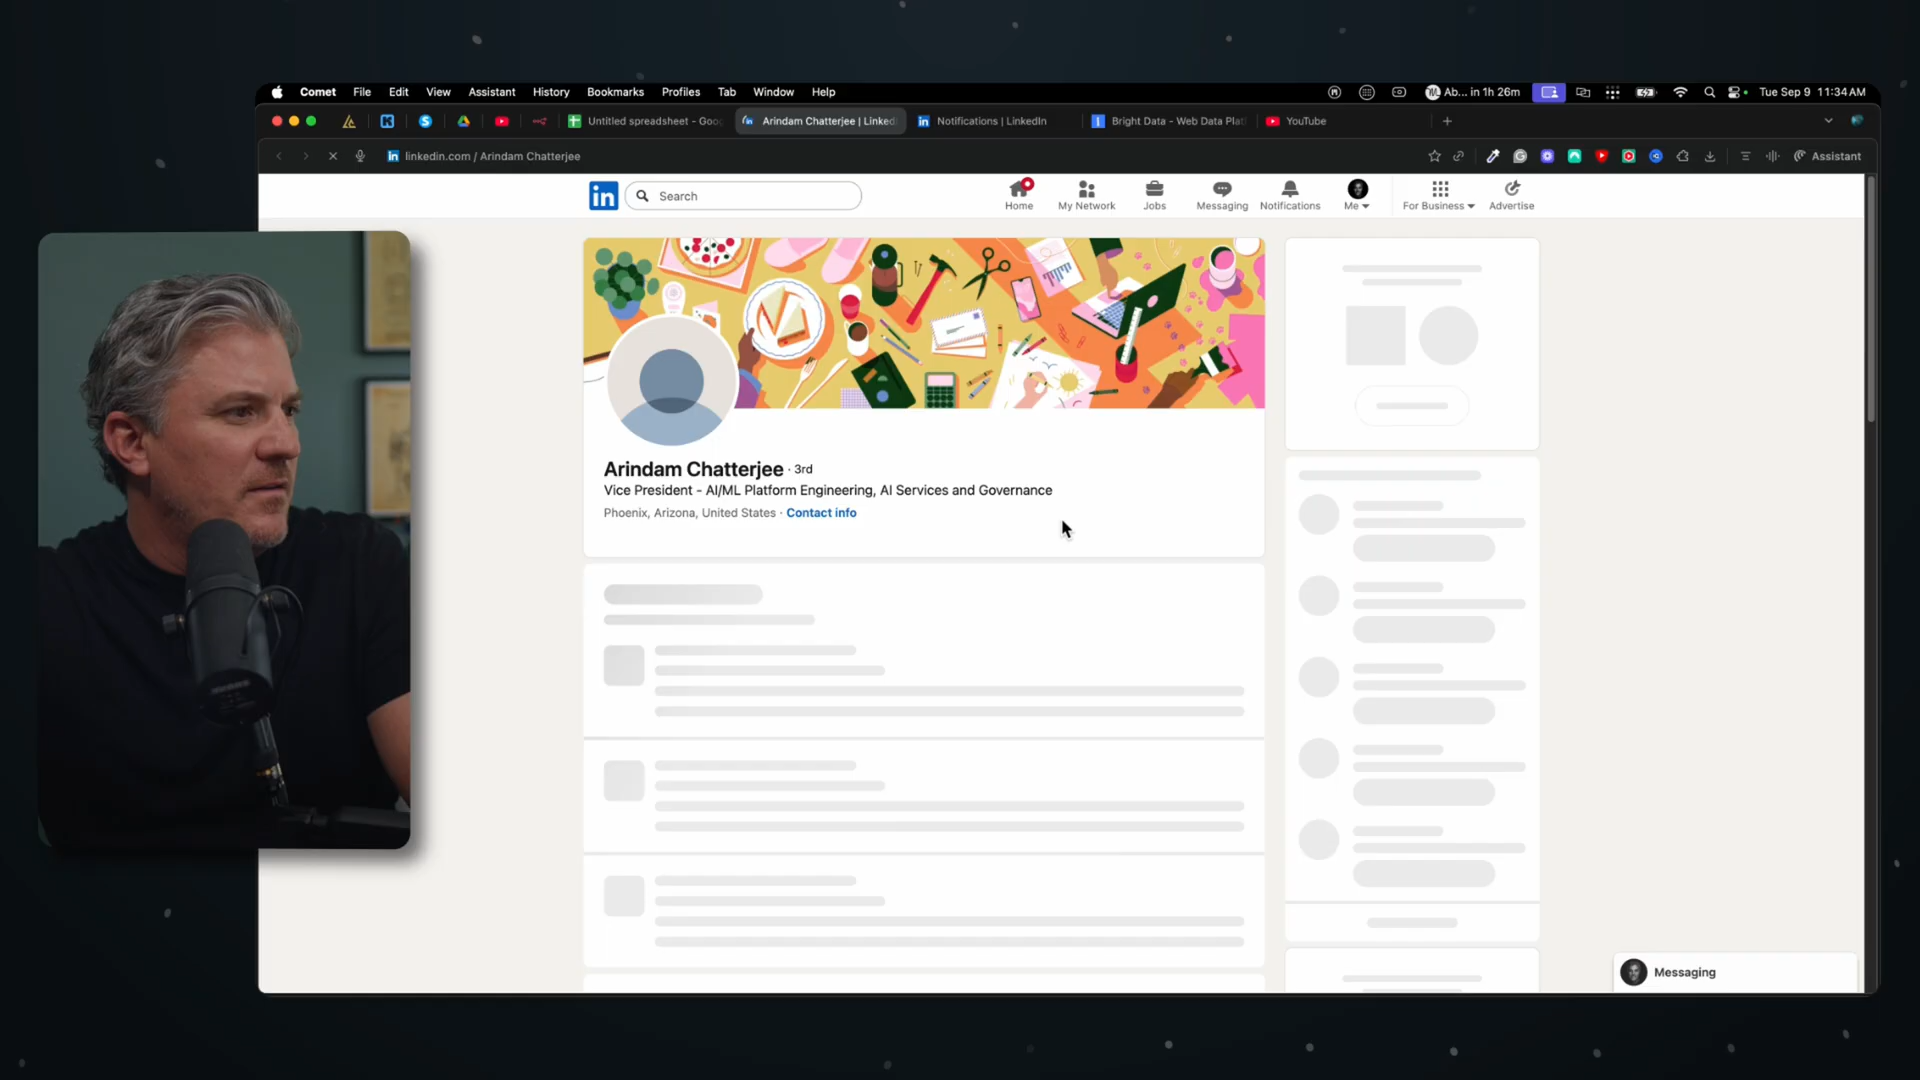 Comet File Edit View Assistant History Bookmarks Profiles Tab Window Help
Ab... in 1h 26m Tue Sep 9 11:34 AM
Untitled spreadsheet - Goo
Arindam Chatterjee | Linked
Notifications | LinkedIn
Bright Data - Web Data Plat
YouTube
linkedin.com / Arindam Chatterjee
Assistant
in
Search
Home
My Network
Jobs
Messaging
Notifications
Me
For Business
Advertise
Arindam Chatterjee · 3rd
Vice President - AI/ML Platform Engineering, AI Services and Governance
Phoenix, Arizona, United States · Contact info
Messaging